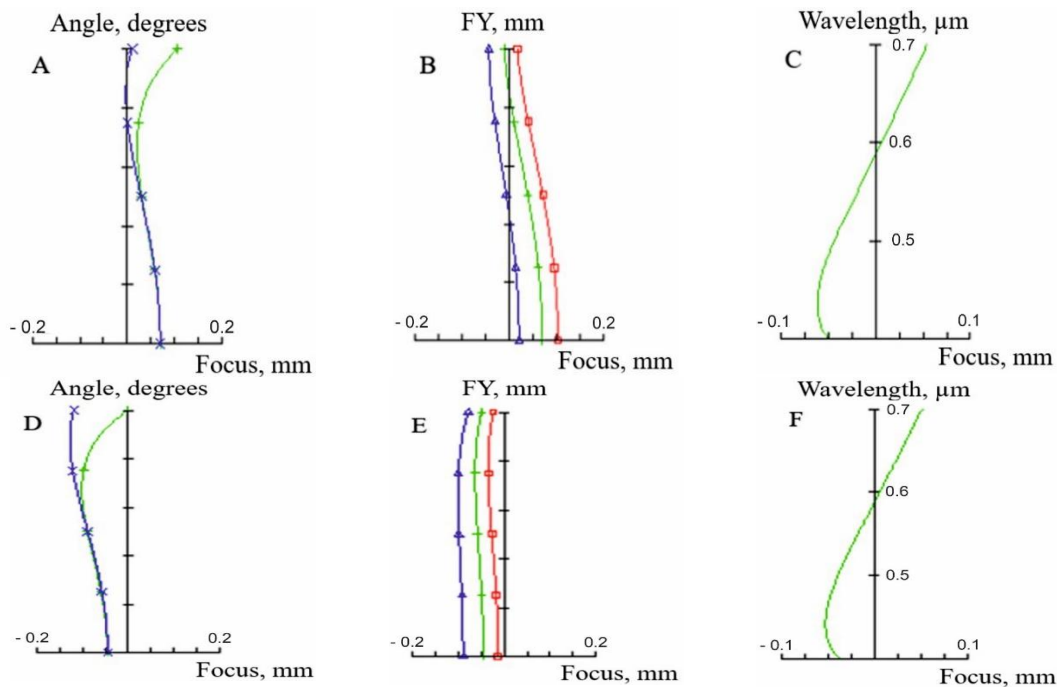 Angle, degrees
A
- 0.2
0.2
Focus, mm
FY, mm
B
- 0.2
0.2
Focus, mm
Wavelength, µm
C
0.7
0.6
0.5
- 0.1
0.1
Focus, mm
Angle, degrees
D
- 0.2
0.2
Focus, mm
FY, mm
E
- 0.2
0.2
Focus, mm
Wavelength, µm
F
0.7
0.6
0.5
- 0.1
0.1
Focus, mm